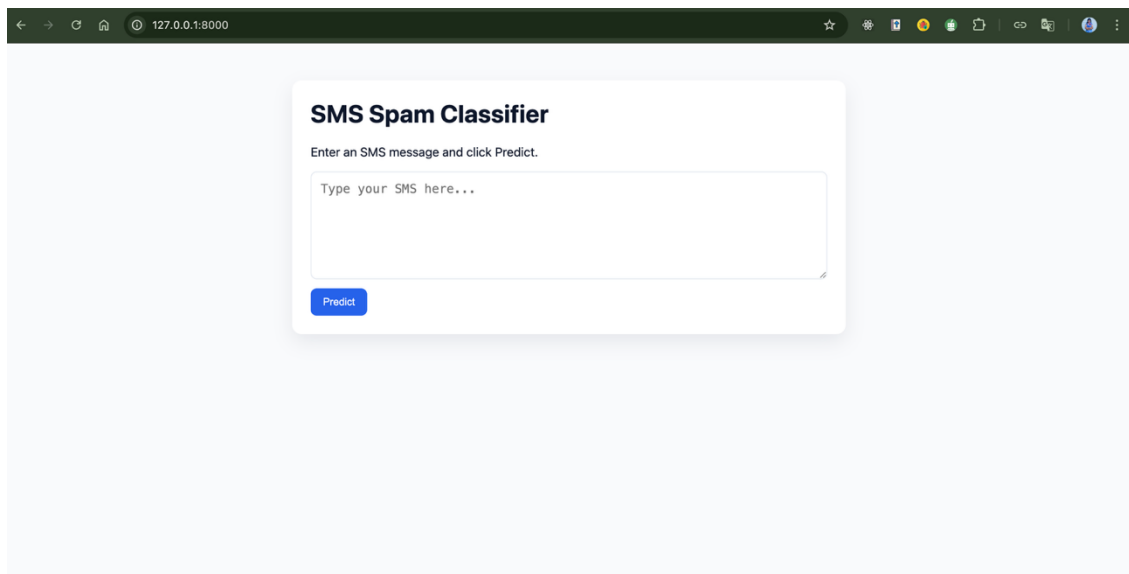 127.0.0.1:8000
SMS Spam Classifier
Enter an SMS message and click Predict.
Type your SMS here...
Predict